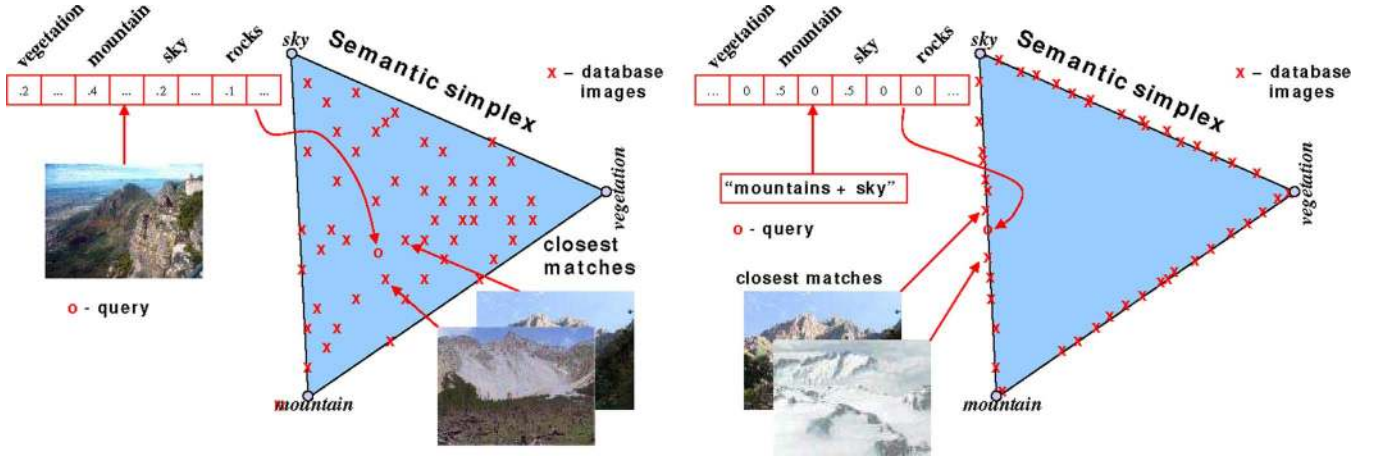 vegetation
mountain
sky
rocks
.2 ... .4 ... .2 ... .1 ...
sky
Semantic simplex
x – database
images
vegetation
closest
matches
o - query
mountain
vegetation
mountain
sky
rocks
... 0 .5 0 .5 0 0 ...
sky
Semantic simplex
x – database
images
"mountains + sky"
vegetation
o - query
closest matches
mountain